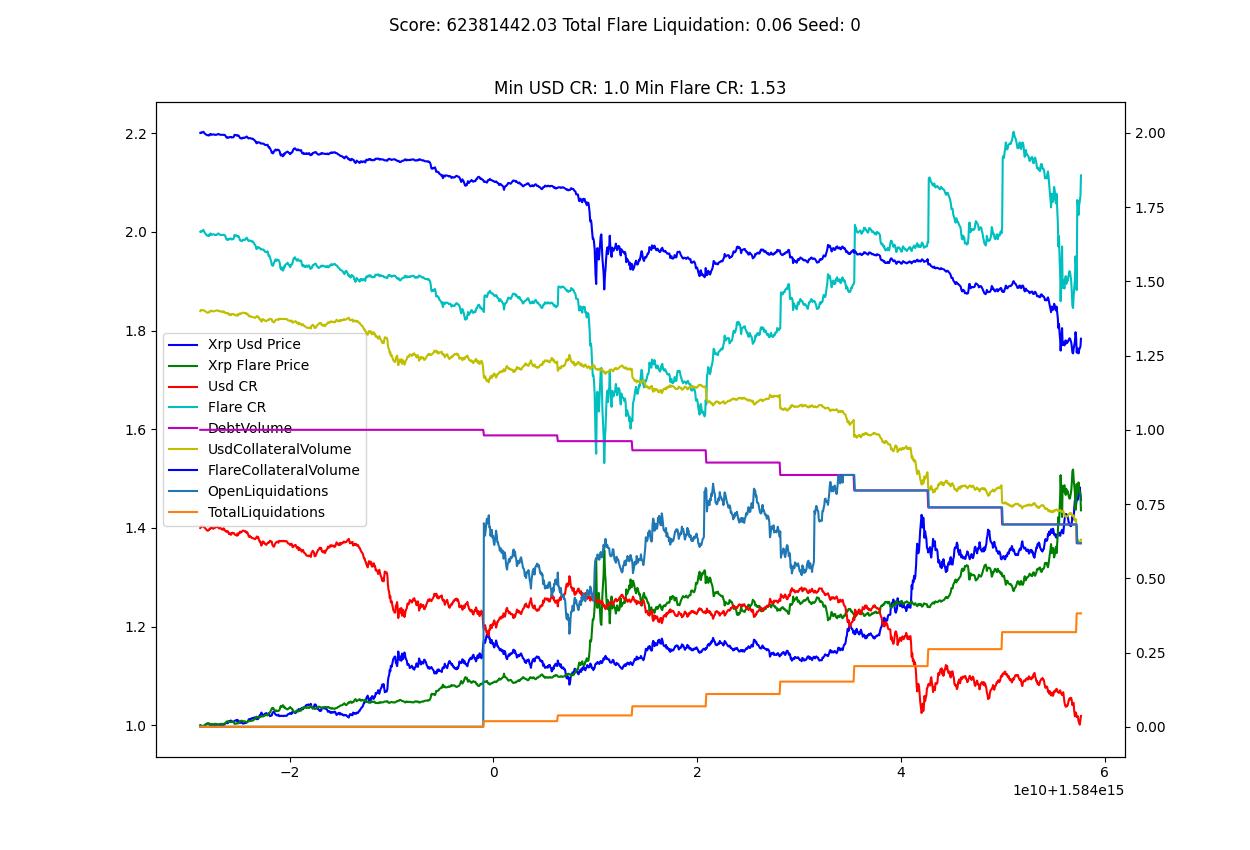 Score: 62381442.03 Total Flare Liquidation: 0.06 Seed: 0
Min USD CR: 1.0 Min Flare CR: 1.53
2.2
2.0
1.8
1.6
1.4
1.2
1.0
Xrp Usd Price
Xrp Flare Price
Usd CR
Flare CR
DebtVolume
UsdCollateralVolume
FlareCollateralVolume
OpenLiquidations
TotalLiquidations
2.00
1.75
1.50
1.25
1.00
0.75
0.50
0.25
0.00
−2 0 2 4 6
1e10+1.584e15